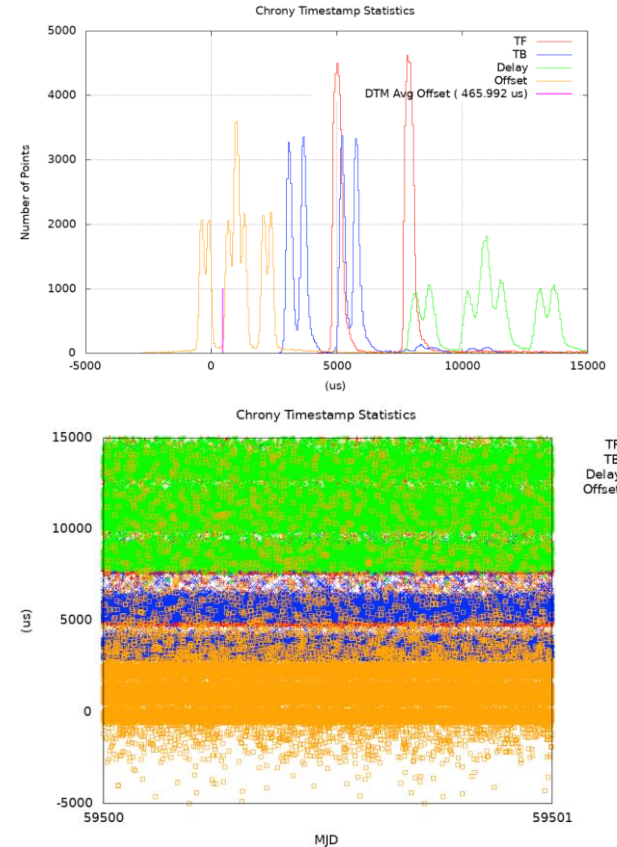 Chrony Timestamp Statistics
5000
4000
3000
2000
1000
0
Number of Points
TF
TB
Delay
Offset
DTM Avg Offset ( 465.992 us)
-5000
0
5000
10000
15000
(us)
Chrony Timestamp Statistics
15000
10000
5000
0
-5000
(us)
TF
TB
Delay
Offset
59500
59501
MJD